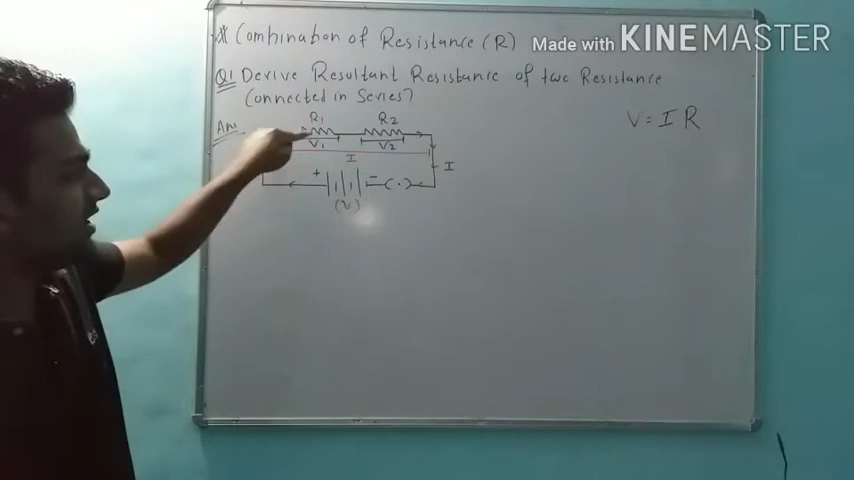 * Combination of Resistance (R)
Made with KINEMASTER
Q1 Derive Resultant Resistance of two Resistance
Connected in Series?
V = I R
Ans
R1 R2
V1 V2
I
I
+ -
(V)